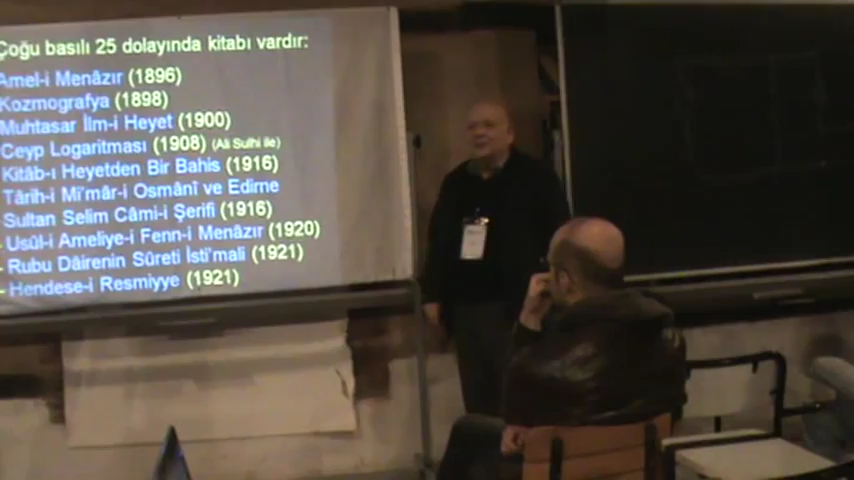 Çoğu basılı 25 dolayında kitabı vardır:
Amel-i Menâzır (1896)
Kozmografya (1898)
Muhtasar İlm-i Heyet (1900)
Ceyp Logaritması (1908) (Ali Sulhi ile)
Kitâb-ı Heyetden Bir Bahis (1916)
Târih-i Mi'mâr-i Osmânî ve Edirne
Sultan Selim Câmi-i Şerifi (1916)
- Usûl-i Ameliye-i Fenn-i Menâzır (1920)
- Rubu Dâirenin Sûreti İsti'mali (1921)
- Hendese-i Resmiyye (1921)